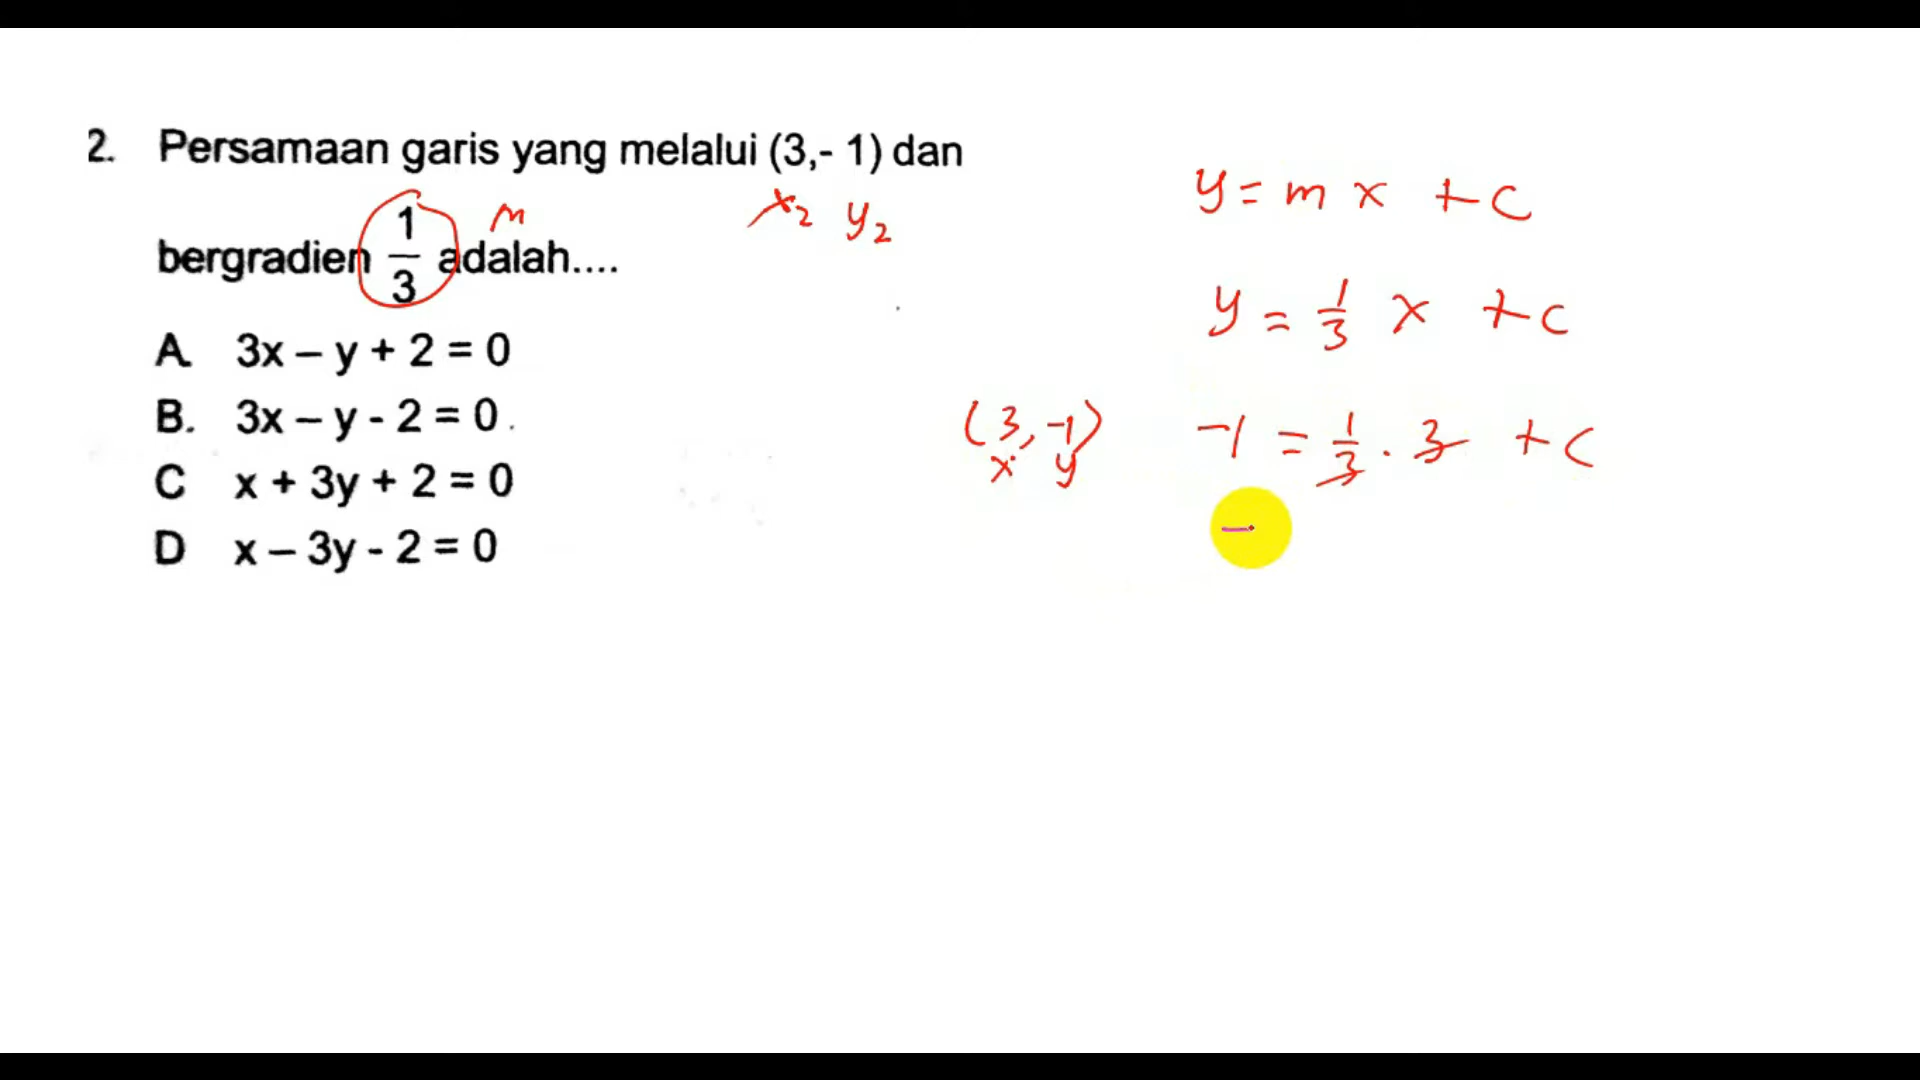 2. Persamaan garis yang melalui (3,- 1) dan
x₂ y₂
bergradien 1/3 adalah....
m
A. 3x – y + 2 = 0
B. 3x – y - 2 = 0.
C x + 3y + 2 = 0
D x – 3y - 2 = 0
y = m x + c
y = 1/3 x + c
(3, -1)
x y
-1 = 1/3 . 3 + c
–